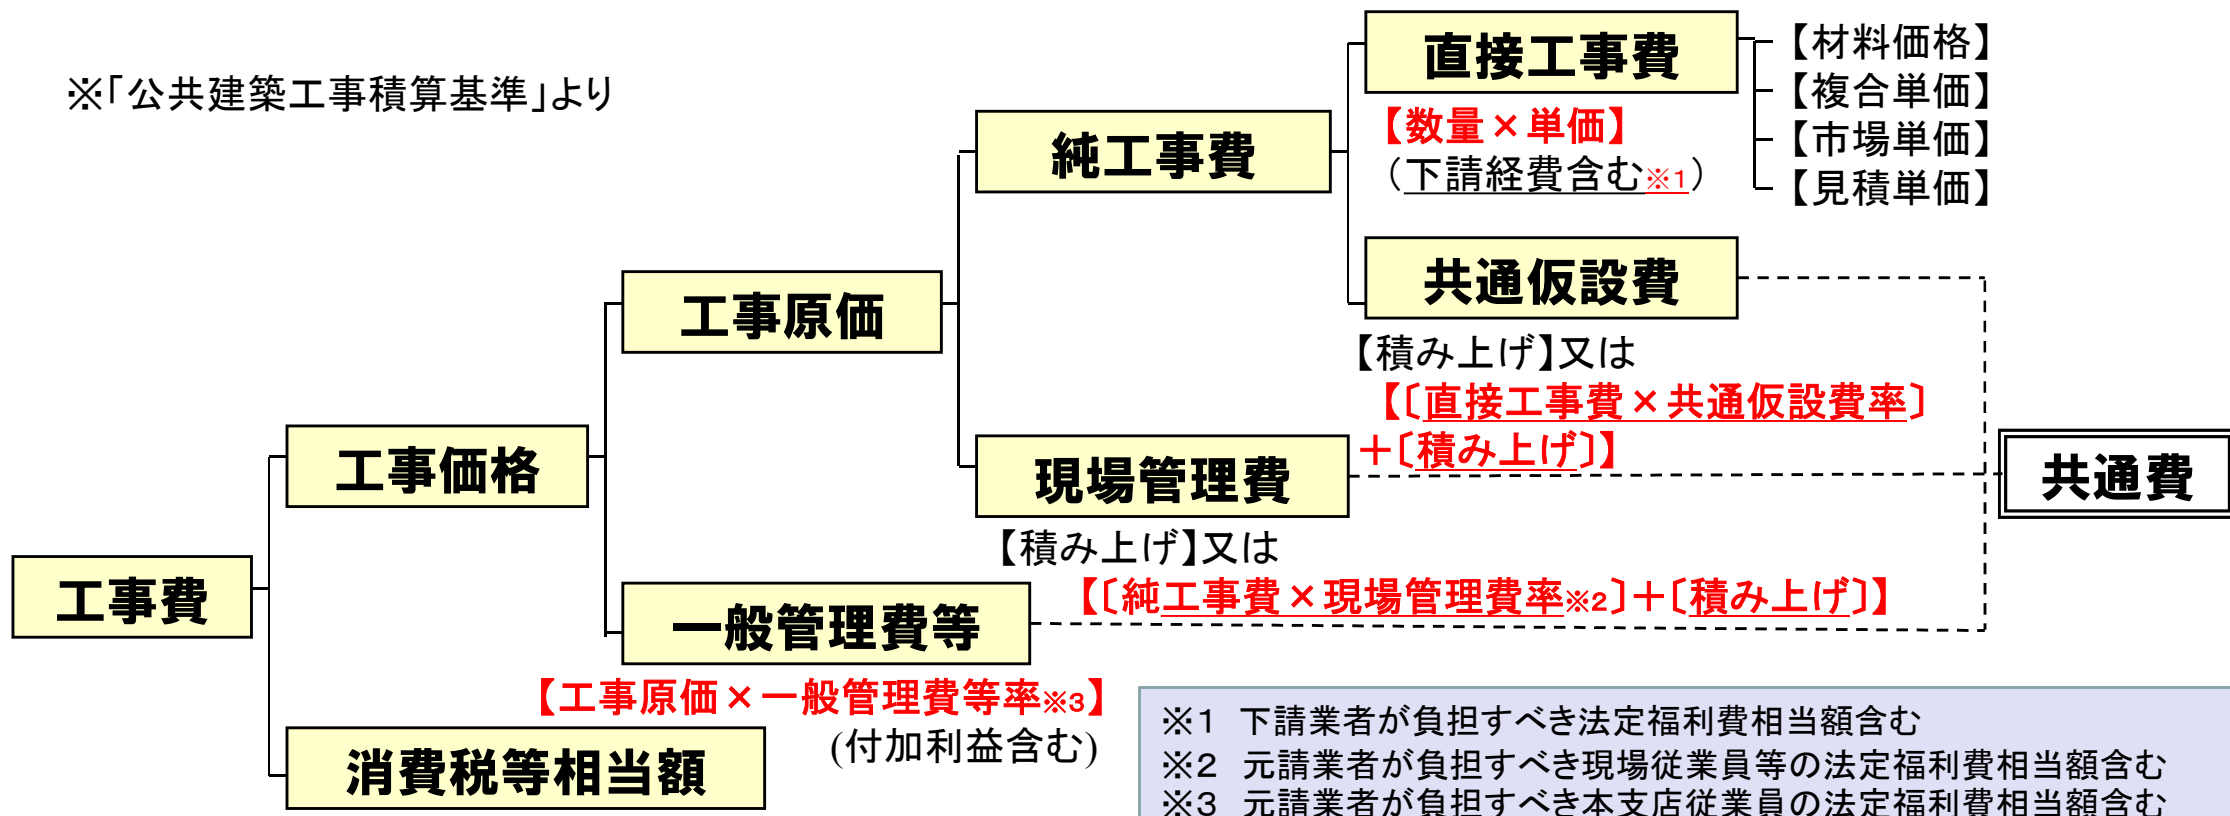 ※「公共建築工事積算基準」より
直接工事費
【材料価格】
【複合単価】
【市場単価】
【見積単価】
【数量×単価】
（下請経費含む※1）
純工事費
共通仮設費
【積み上げ】又は
【〔直接工事費×共通仮設費率〕
＋〔積み上げ〕】
工事原価
現場管理費
【積み上げ】又は
【〔純工事費×現場管理費率※2〕＋〔積み上げ〕】
共通費
工事価格
一般管理費等
【工事原価×一般管理費等率※3】
(付加利益含む)
工事費
消費税等相当額
※1 下請業者が負担すべき法定福利費相当額含む
※2 元請業者が負担すべき現場従業員等の法定福利費相当額含む
※3 元請業者が負担すべき本支店従業員の法定福利費相当額含む